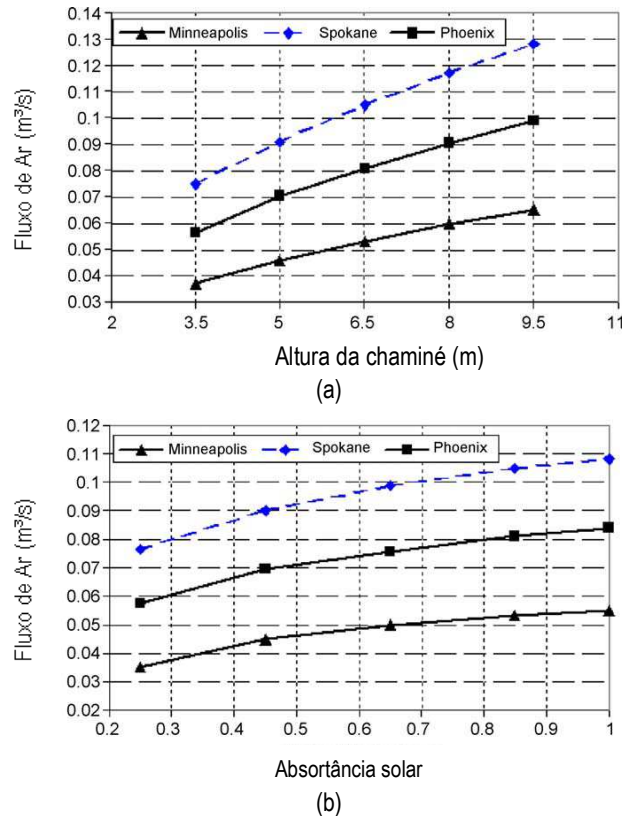 0.14
Minneapolis Spokane Phoenix
0.13
0.12
0.11
0.1
0.09
0.08
0.07
0.06
0.05
0.04
0.03
Fluxo de Ar (m³/s)
2 3.5 5 6.5 8 9.5 11
Altura da chaminé (m)
(a)
0.12
Minneapolis Spokane Phoenix
0.11
0.1
0.09
0.08
0.07
0.06
0.05
0.04
0.03
0.02
Fluxo de Ar (m³/s)
0.2 0.3 0.4 0.5 0.6 0.7 0.8 0.9 1
Absortância solar
(b)